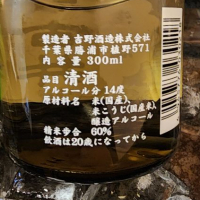 製造者 吉野酒造株式会社
千葉県勝浦市植野571
内容量 300ml
品目 清酒
アルコール分 14度
原材料名 米(国産)、
米こうじ(国産米)、
醸造アルコール
精米歩合 60%
飲酒は20歳になってから